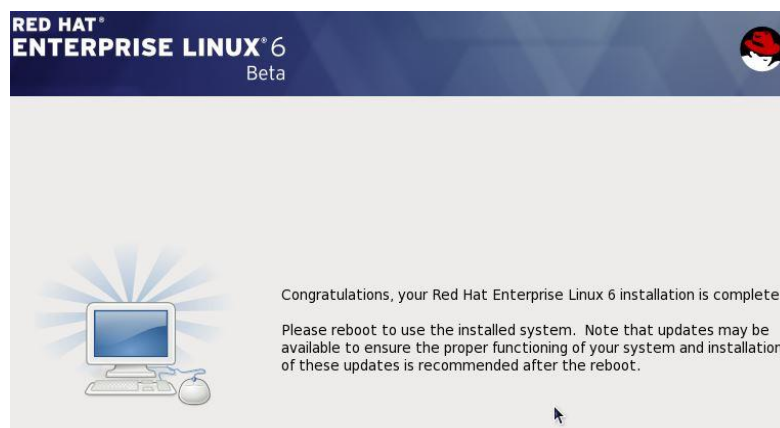 RED HAT®
ENTERPRISE LINUX® 6
Beta
Congratulations, your Red Hat Enterprise Linux 6 installation is complete
Please reboot to use the installed system. Note that updates may be
available to ensure the proper functioning of your system and installation
of these updates is recommended after the reboot.